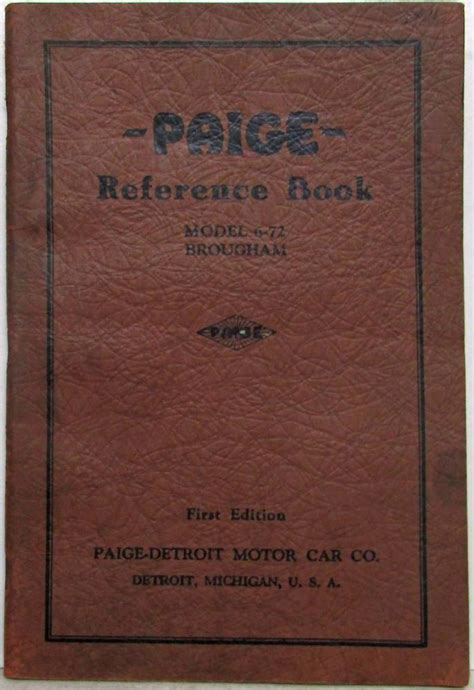 -PAIGE-
Reference Book
MODEL 6-72
BROUGHAM
PAIGE
First Edition
PAIGE-DETROIT MOTOR CAR CO.
DETROIT, MICHIGAN, U. S. A.